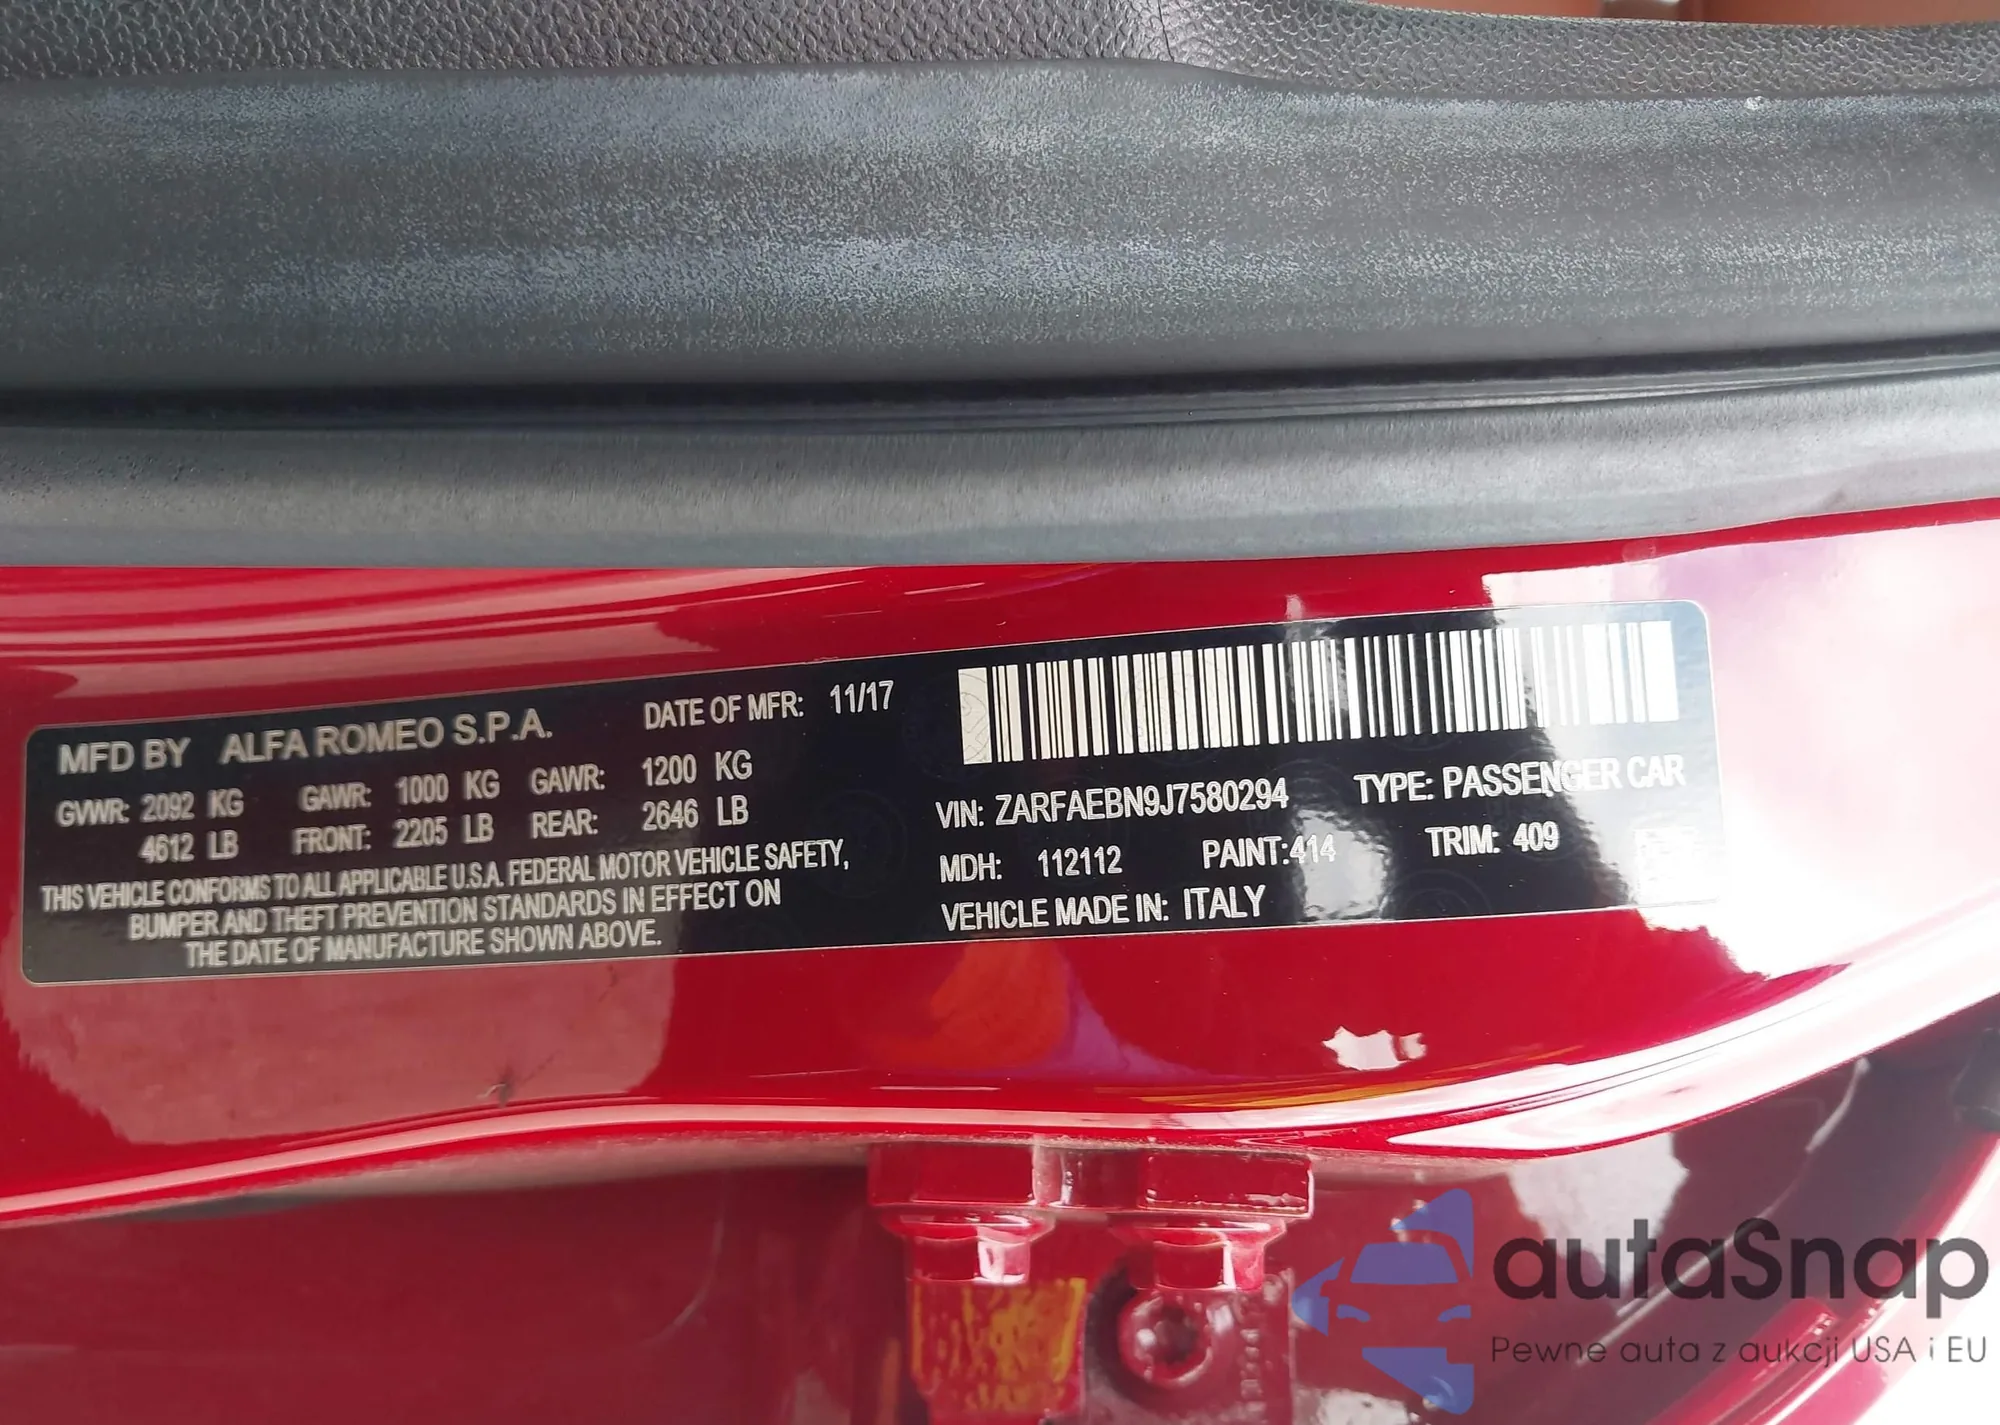 MFD BY ALFA ROMEO S.P.A. DATE OF MFR: 11/17
GVWR: 2092 KG GAWR: 1000 KG GAWR: 1200 KG
4612 LB FRONT: 2205 LB REAR: 2646 LB
THIS VEHICLE CONFORMS TO ALL APPLICABLE U.S.A. FEDERAL MOTOR VEHICLE SAFETY,
BUMPER AND THEFT PREVENTION STANDARDS IN EFFECT ON
THE DATE OF MANUFACTURE SHOWN ABOVE.
VIN: ZARFAEBN9J7580294 TYPE: PASSENGER CAR
MDH: 112112 PAINT:414 TRIM: 409
VEHICLE MADE IN: ITALY
autaSnap
Pewne auta z aukcji USA i EU